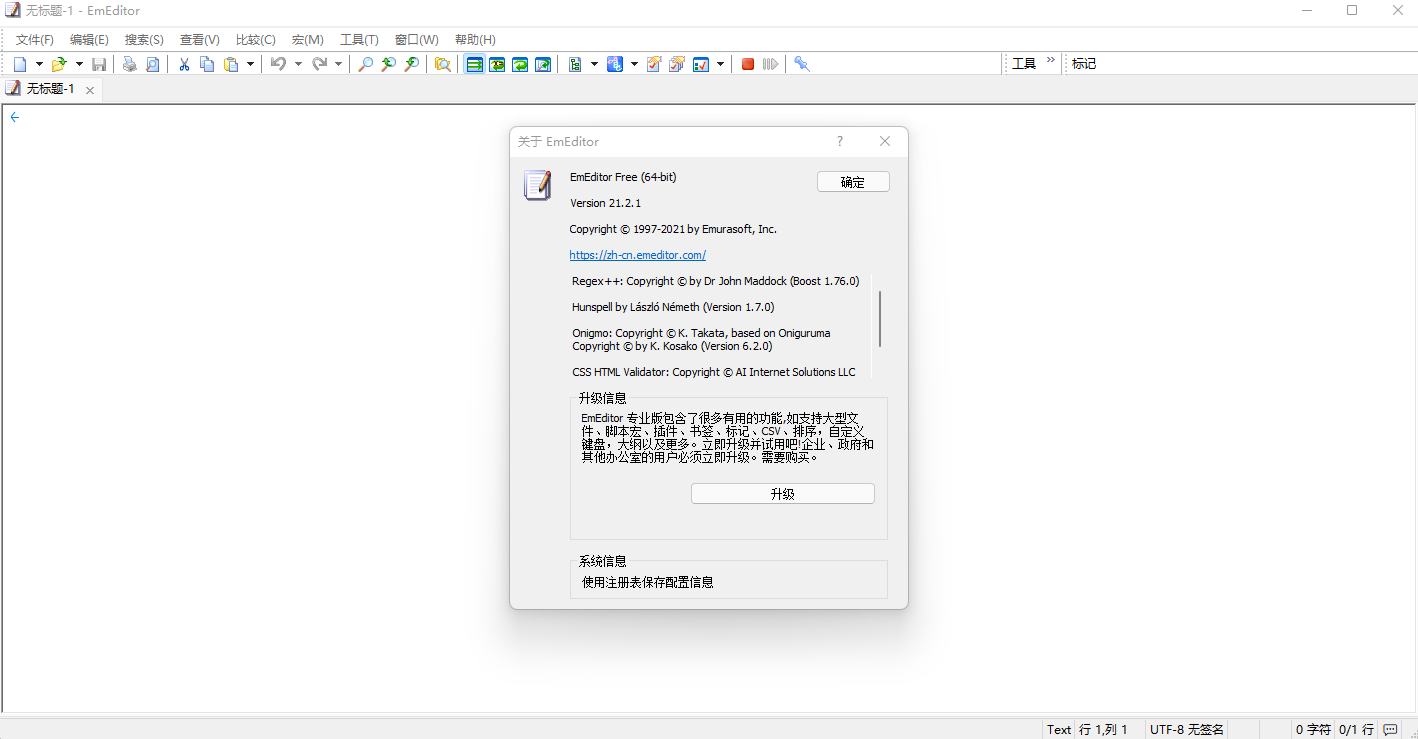 无标题-1 - EmEditor
文件(F) 编辑(E) 搜索(S) 查看(V) 比较(C) 宏(M) 工具(T) 窗口(W) 帮助(H)
工具 » 标记
无标题-1
关于 EmEditor
EmEditor Free (64-bit)
确定
Version 21.2.1
Copyright © 1997-2021 by Emurasoft, Inc.
https://zh-cn.emeditor.com/
Regex++: Copyright © by Dr John Maddock (Boost 1.76.0)
Hunspell by László Németh (Version 1.7.0)
Onigmo: Copyright © K. Takata, based on Oniguruma
Copyright © by K. Kosako (Version 6.2.0)
CSS HTML Validator: Copyright © AI Internet Solutions LLC
升级信息
EmEditor 专业版包含了很多有用的功能,如支持大型文
件、脚本宏、插件、书签、标记、CSV、排序，自定义
键盘，大纲以及更多。立即升级并试用吧!企业、政府和
其他办公室的用户必须立即升级。需要购买。
升级
系统信息
使用注册表保存配置信息
Text 行 1,列 1 UTF-8 无签名 0 字符 0/1 行